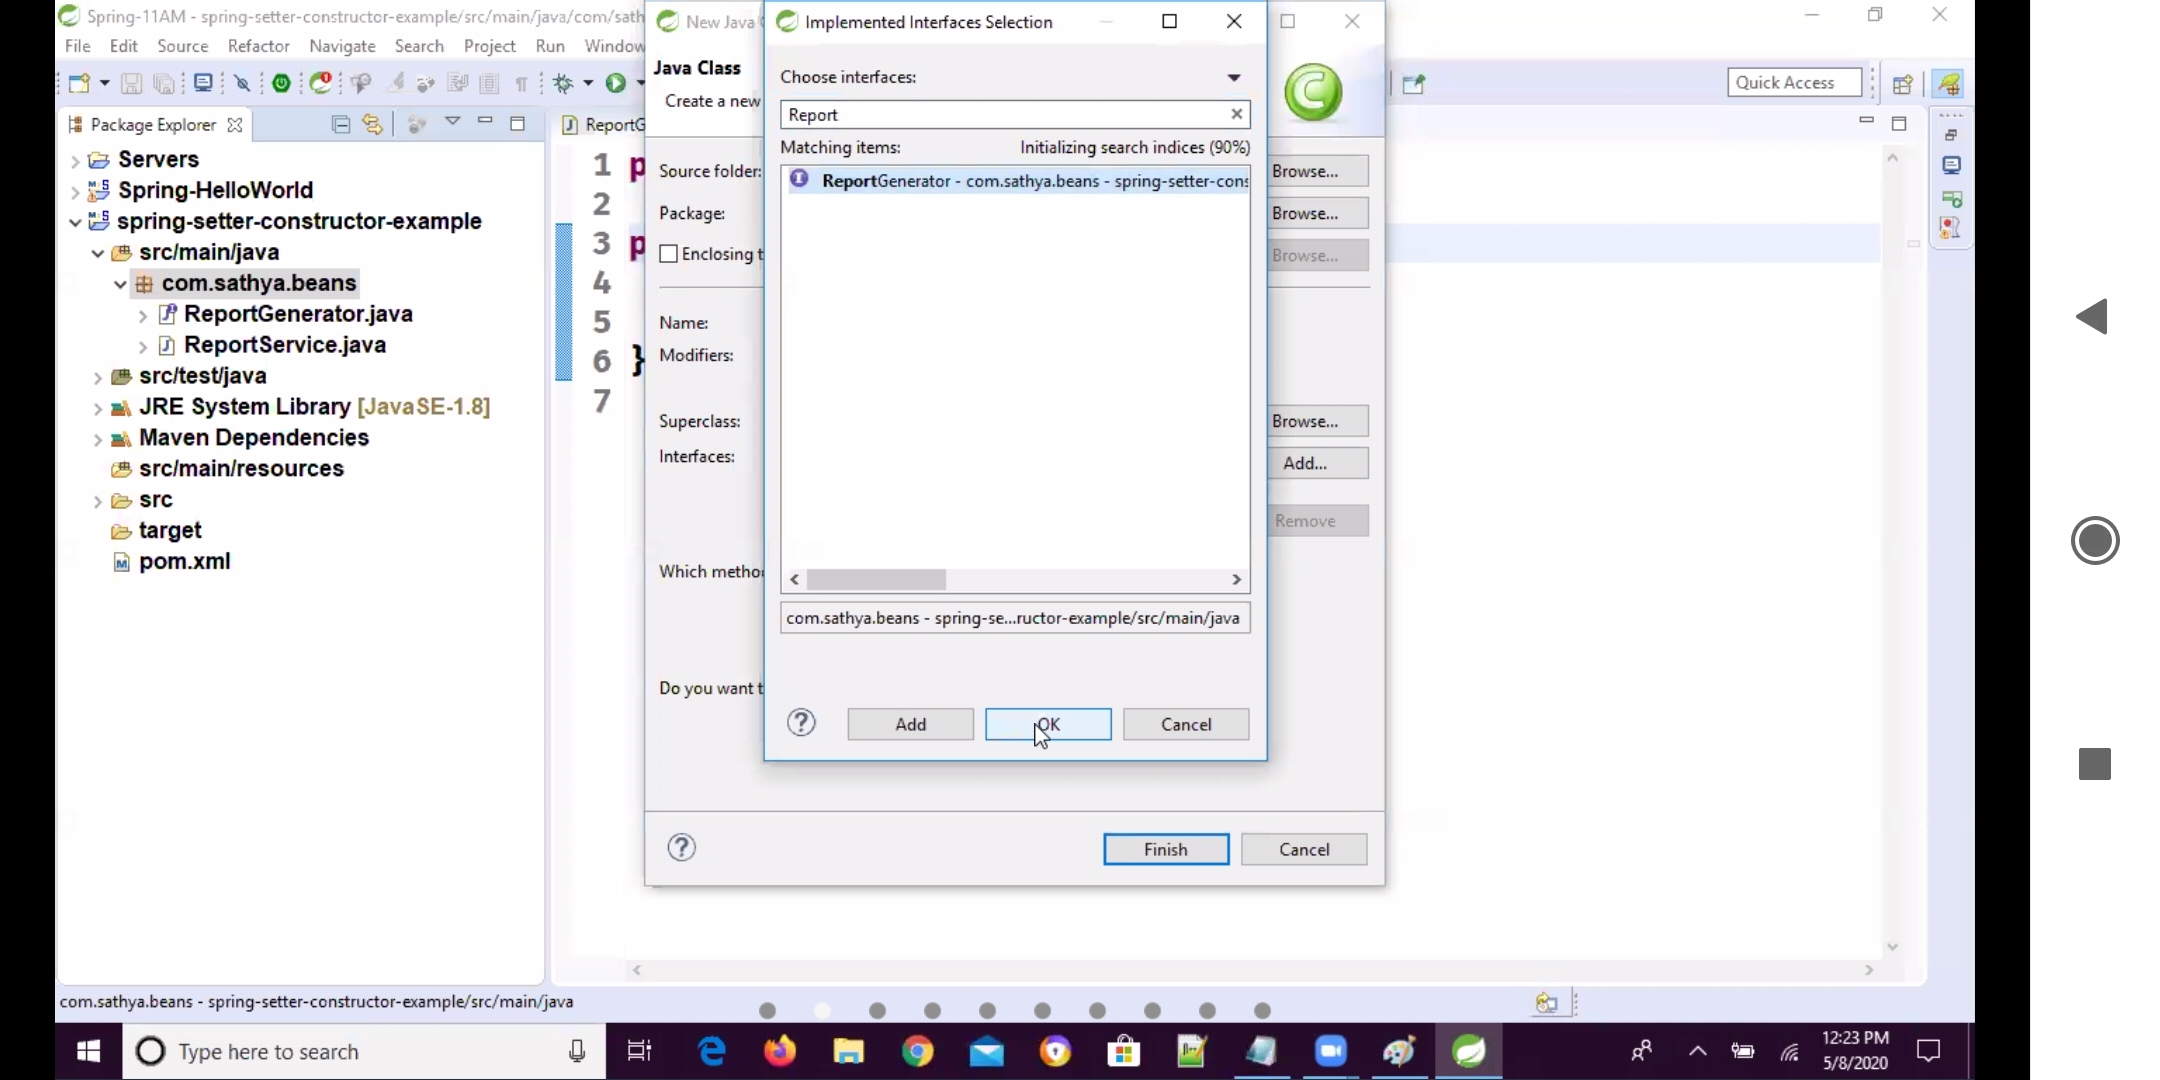 Spring-11AM - spring-setter-constructor-example/src/main/java/com/sath
File Edit Source Refactor Navigate Search Project Run Window
Quick Access
Package Explorer
Servers
Spring-HelloWorld
spring-setter-constructor-example
src/main/java
com.sathya.beans
ReportGenerator.java
ReportService.java
src/test/java
JRE System Library [JavaSE-1.8]
Maven Dependencies
src/main/resources
src
target
pom.xml
ReportG
1 p
2
3 p
4
5
6 }
7
New Java
Java Class
Create a new
Source folder: Browse...
Package: Browse...
Enclosing t Browse...
Name:
Modifiers:
Superclass: Browse...
Interfaces: Add...
Remove
Which metho
Do you want t
Finish Cancel
Implemented Interfaces Selection
Choose interfaces:
Report
Matching items: Initializing search indices (90%)
ReportGenerator - com.sathya.beans - spring-setter-cons
com.sathya.beans - spring-se...ructor-example/src/main/java
Add OK Cancel
com.sathya.beans - spring-setter-constructor-example/src/main/java
Type here to search
12:23 PM
5/8/2020